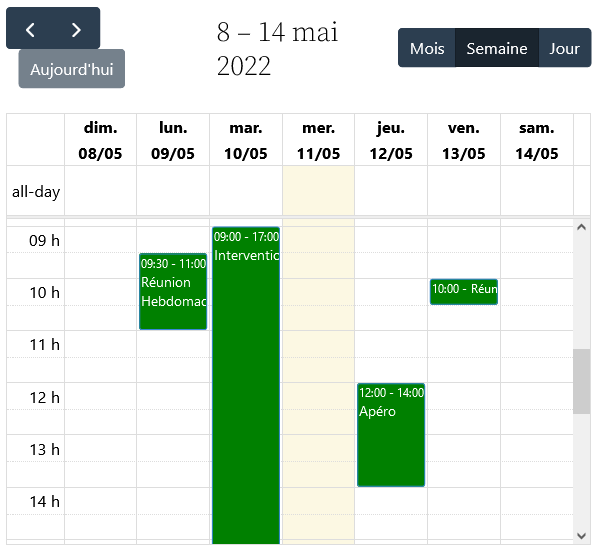 8 – 14 mai
2022
Aujourd'hui
Mois Semaine Jour
dim. lun. mar. mer. jeu. ven. sam.
08/05 09/05 10/05 11/05 12/05 13/05 14/05
all-day
09 h
09:00 - 17:00
Interventio
09:30 - 11:00
Réunion
Hebdomac
10 h
10:00 - Réun
11 h
12 h
12:00 - 14:00
Apéro
13 h
14 h